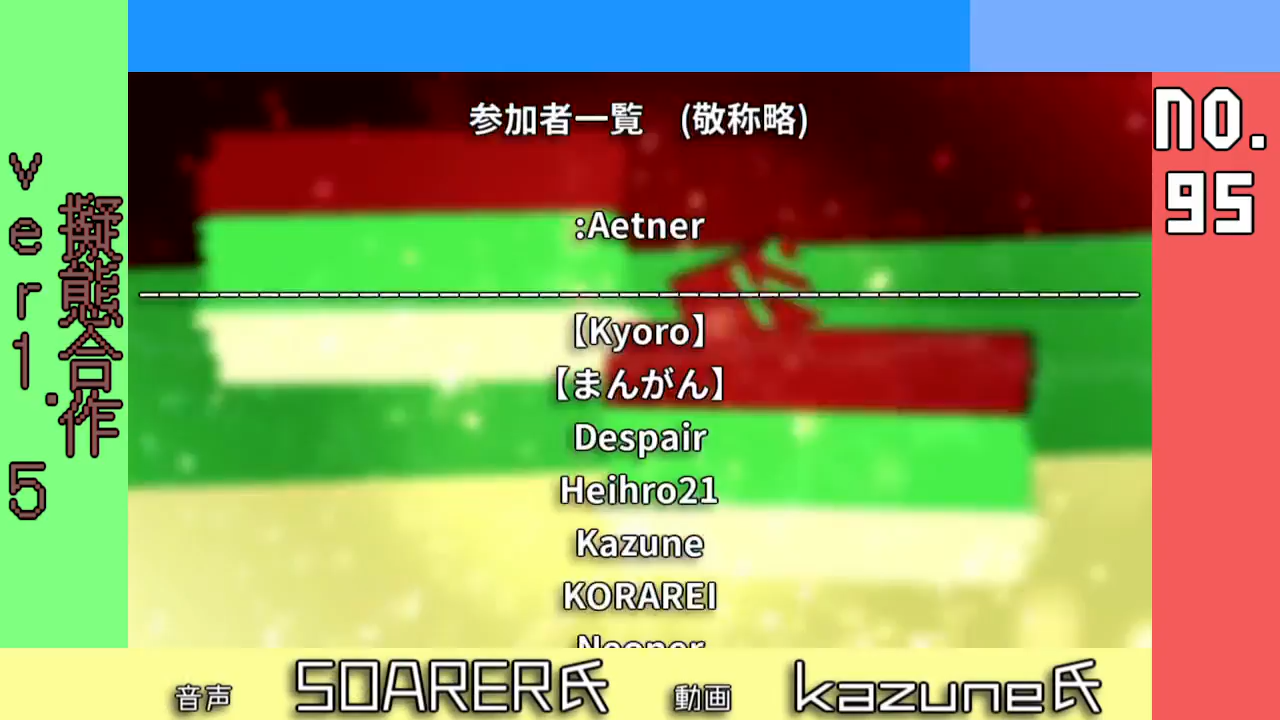 参加者一覧　(敬称略)
:Aetner
【Kyoro】
【まんがん】
Despair
Heihro21
Kazune
KORAREI
擬態合作
ver1.5
NO.
95
音声 SOARER氏 動画 kazune氏